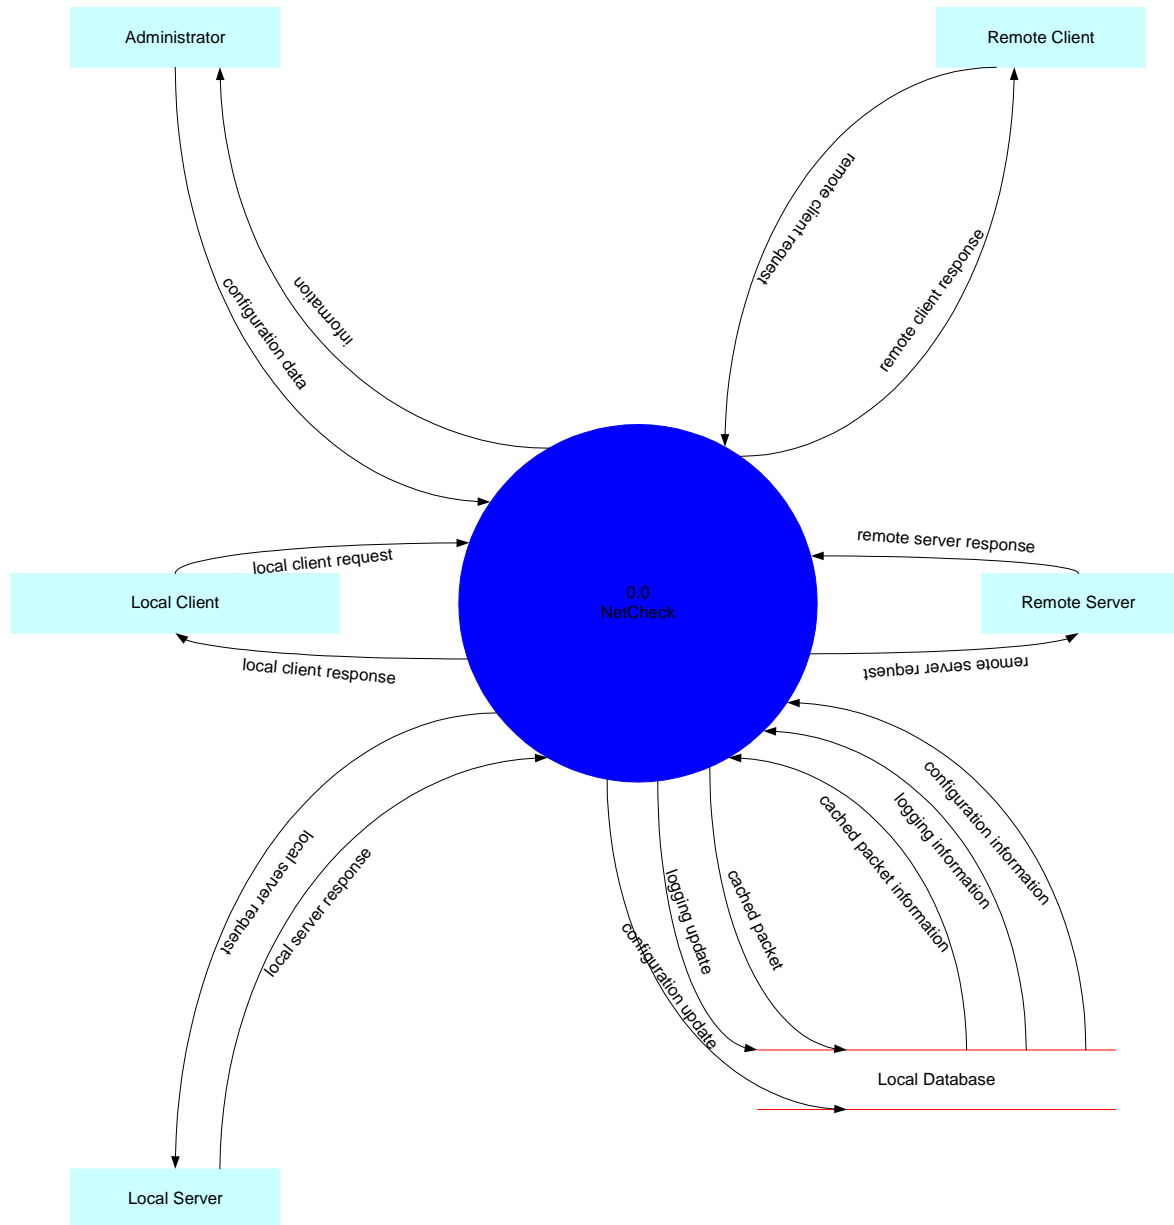 Administrator
Remote Client
remote client request
remote client response
information
configuration data
local client request
remote server response
Local Client
0.0
NetCheck
Remote Server
local client response
remote server request
configuration information
logging information
cached packet information
local server request
local server response
logging update
cached packet
configuration update
Local Database
Local Server